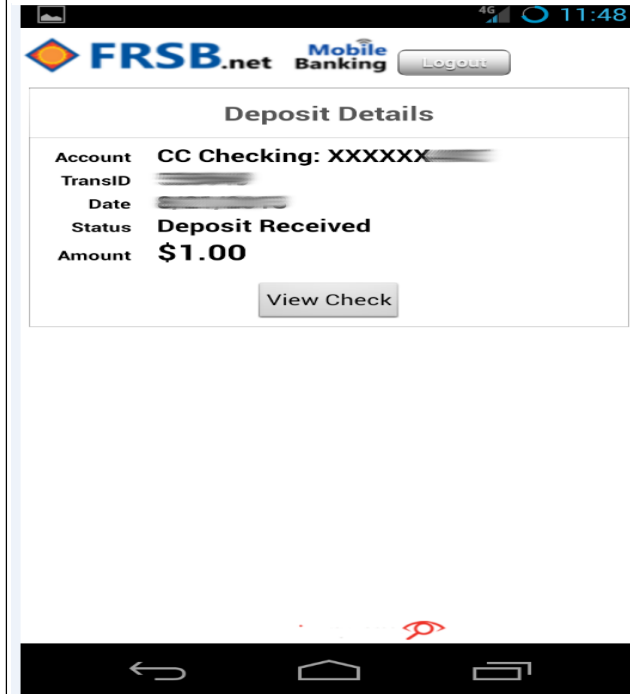 4G 11:48
FRSB.net Mobile Banking Logout
Deposit Details
Account CC Checking: XXXXXX
TransID
Date
Status Deposit Received
Amount $1.00
View Check